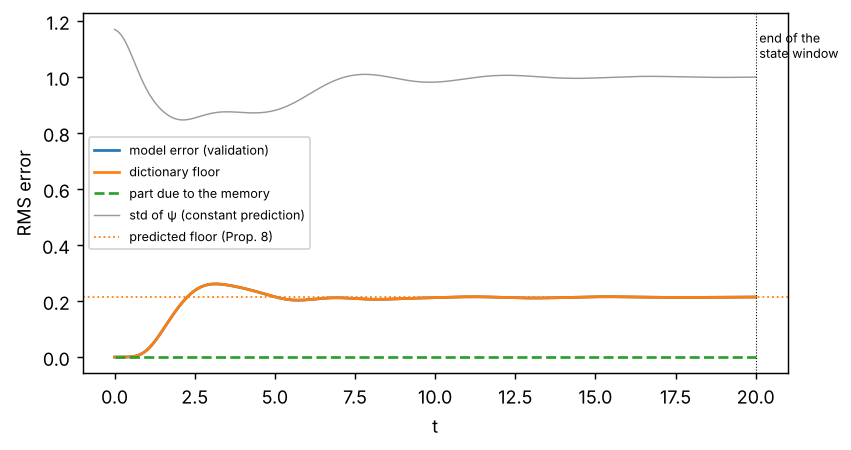 1.2
1.0
0.8
0.6
0.4
0.2
0.0
RMS error
end of the
state window
model error (validation)
dictionary floor
part due to the memory
std of ψ (constant prediction)
predicted floor (Prop. 8)
0.0 2.5 5.0 7.5 10.0 12.5 15.0 17.5 20.0
t